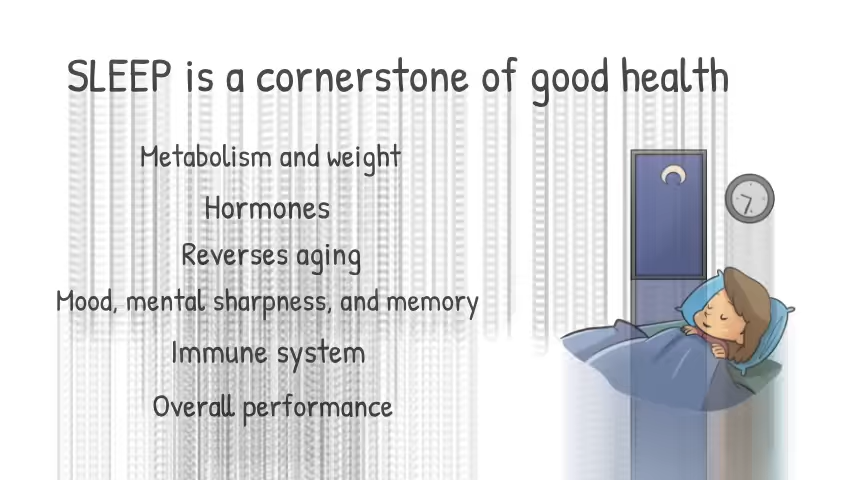 SLEEP is a cornerstone of good health
Metabolism and weight
Hormones
Reverses aging
Mood, mental sharpness, and memory
Immune system
Overall performance